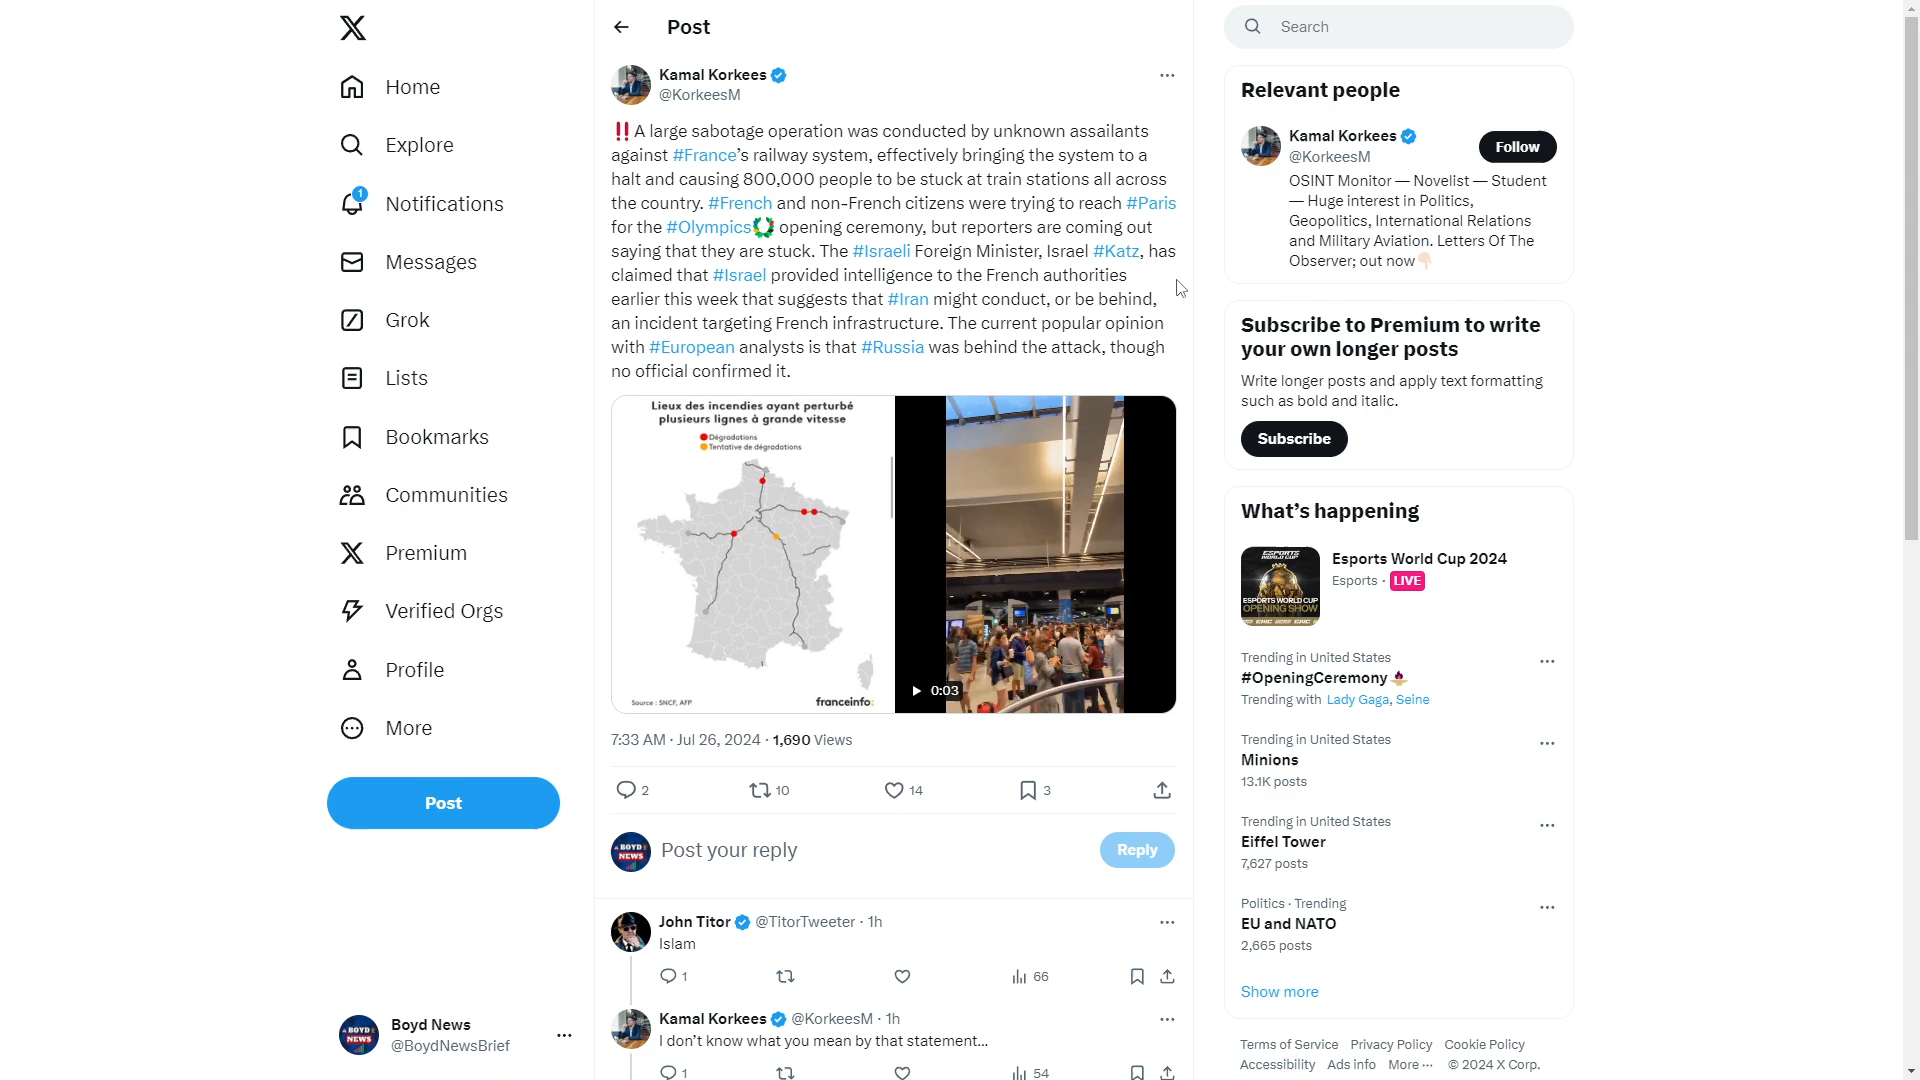 Home
Explore
1
Notifications
Messages
Grok
Lists
Bookmarks
Communities
Premium
Verified Orgs
Profile
More
Post
Boyd News
@BoydNewsBrief
Post
Kamal Korkees
@KorkeesM
‼️A large sabotage operation was conducted by unknown assailants
against #France’s railway system, effectively bringing the system to a
halt and causing 800,000 people to be stuck at train stations all across
the country. #French and non-French citizens were trying to reach #Paris
for the #Olympics opening ceremony, but reporters are coming out
saying that they are stuck. The #Israeli Foreign Minister, Israel #Katz, has
claimed that #Israel provided intelligence to the French authorities
earlier this week that suggests that #Iran might conduct, or be behind,
an incident targeting French infrastructure. The current popular opinion
with #European analysts is that #Russia was behind the attack, though
no official confirmed it.
Lieux des incendies ayant perturbé
plusieurs lignes à grande vitesse
Dégradations
Tentative de dégradations
Source : SNCF, AFP
franceinfo:
0:03
7:33 AM · Jul 26, 2024 · 1,690 Views
2 10 14 3
BOYD
NEWS
Post your reply
Reply
John Titor @TitorTweeter · 1h
Islam
1 66
Kamal Korkees @KorkeesM · 1h
I don’t know what you mean by that statement...
1 54
Search
Relevant people
Kamal Korkees
@KorkeesM
Follow
OSINT Monitor — Novelist — Student
— Huge interest in Politics,
Geopolitics, International Relations
and Military Aviation. Letters Of The
Observer; out now
Subscribe to Premium to write
your own longer posts
Write longer posts and apply text formatting
such as bold and italic.
Subscribe
What’s happening
ESPORTS
WORLD CUP
ESPORTS WORLD CUP
OPENING SHOW
Esports World Cup 2024
Esports · LIVE
Trending in United States
#OpeningCeremony
Trending with Lady Gaga, Seine
Trending in United States
Minions
13.1K posts
Trending in United States
Eiffel Tower
7,627 posts
Politics · Trending
EU and NATO
2,665 posts
Show more
Terms of Service Privacy Policy Cookie Policy
Accessibility Ads info More ··· © 2024 X Corp.
BOYD
NEWS